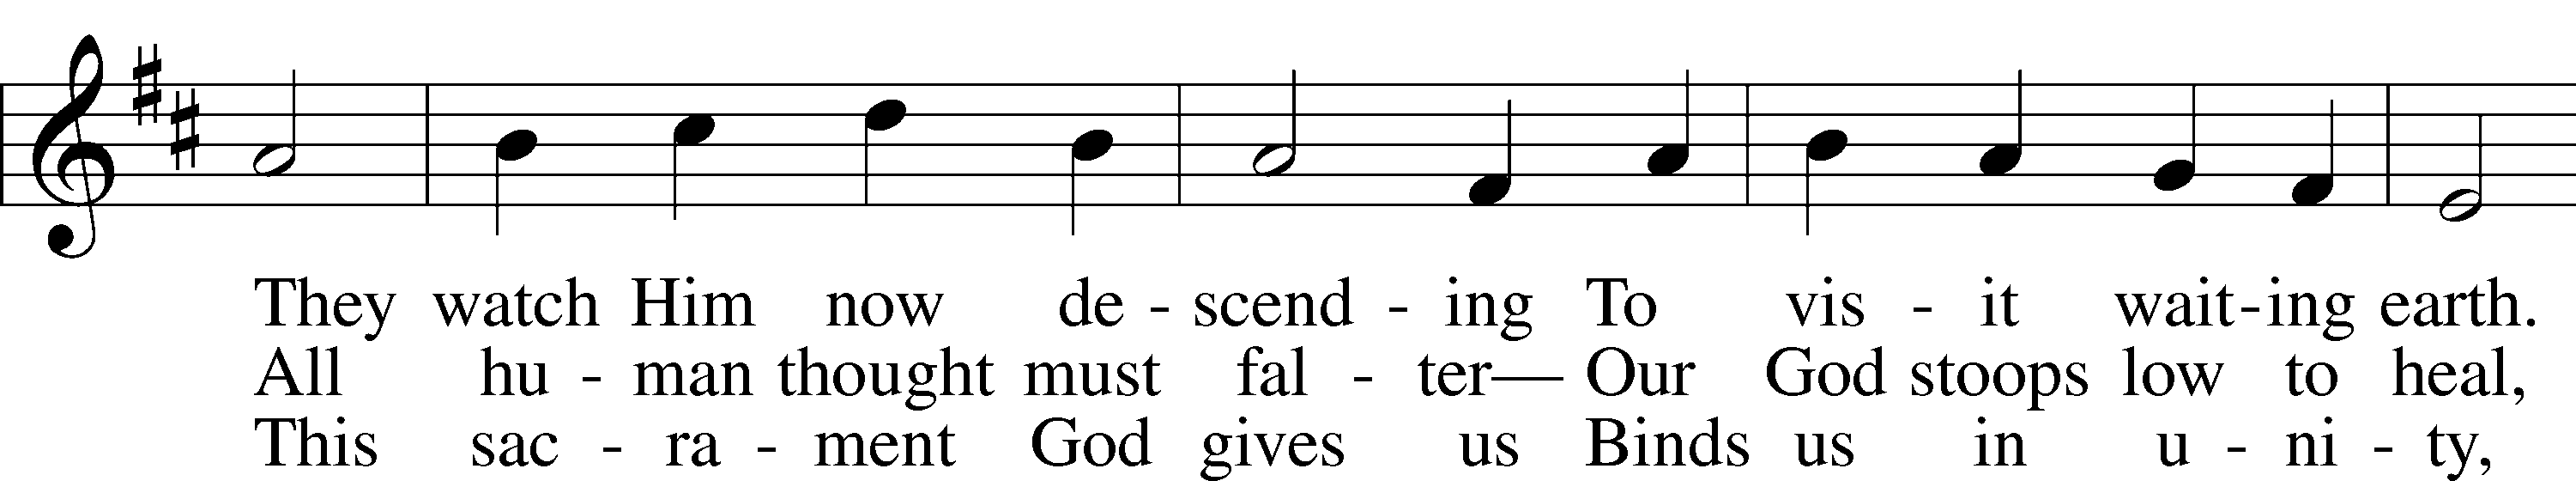 They watch Him now de - scend - ing To vis - it wait - ing earth.
All hu - man thought must fal - ter— Our God stoops low to heal,
This sac - ra - ment God gives us Binds us in u - ni - ty,